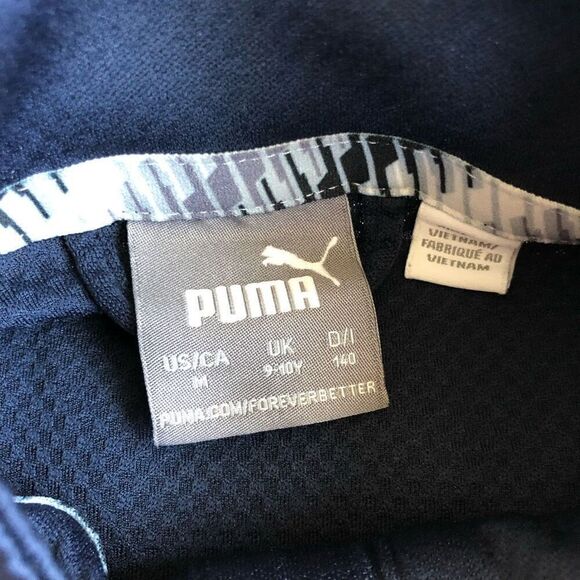 PUMA
US/CA UK D/I
M 9-10Y 140
PUMA.COM/FOREVERBETTER
VIETNAM/
FABRIQUÉ AU
VIETNAM